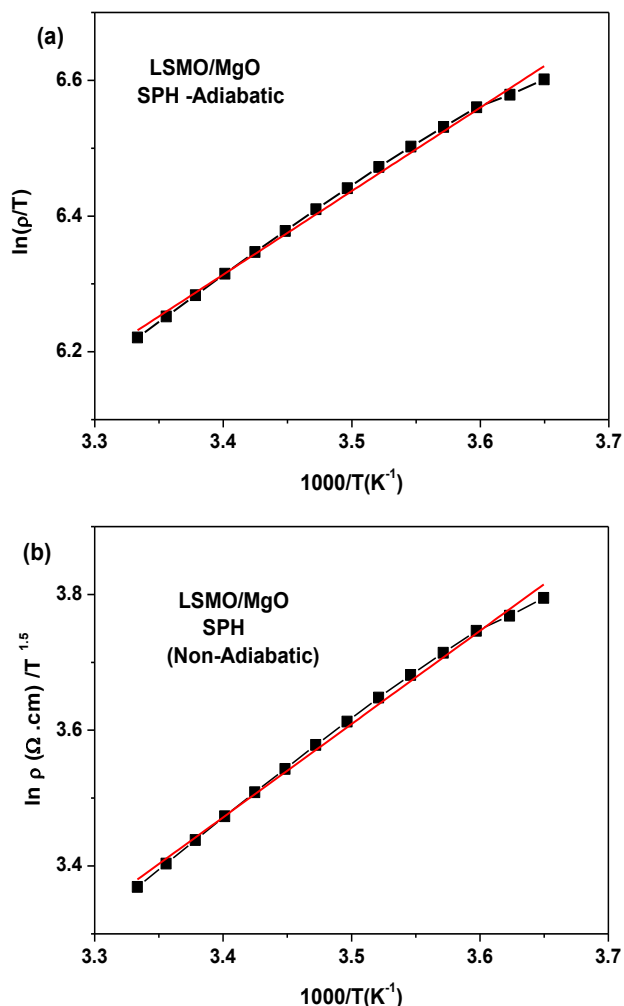 (a)
LSMO/MgO
SPH -Adiabatic
6.6
6.4
6.2
ln(ρ/T)
3.3 3.4 3.5 3.6 3.7
1000/T(K⁻¹)
(b)
LSMO/MgO
SPH
(Non-Adiabatic)
3.8
3.6
3.4
ln ρ (Ω .cm) /T ¹·⁵
3.3 3.4 3.5 3.6 3.7
1000/T(K⁻¹)